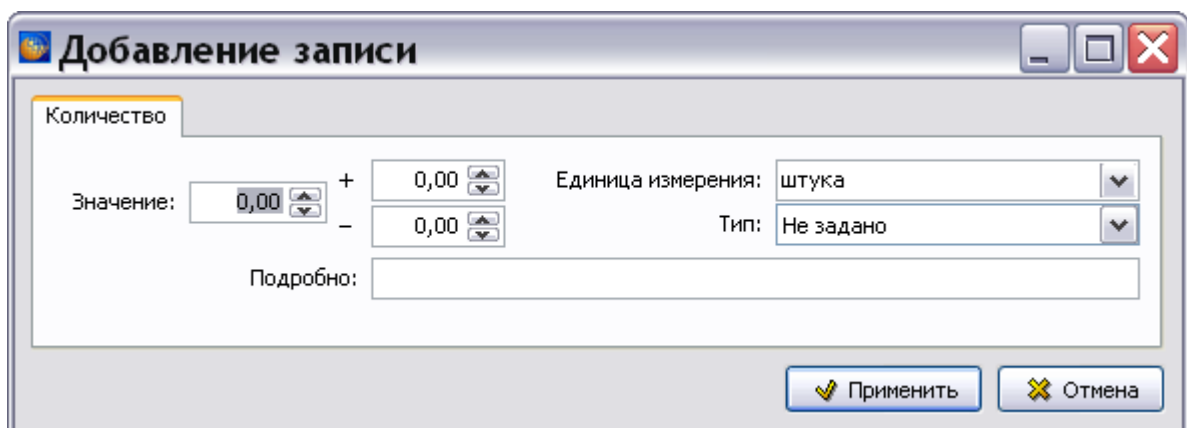 Добавление записи
Количество
+ 0,00 Единица измерения: штука
Значение: 0,00
− 0,00 Тип: Не задано
Подробно:
Применить Отмена